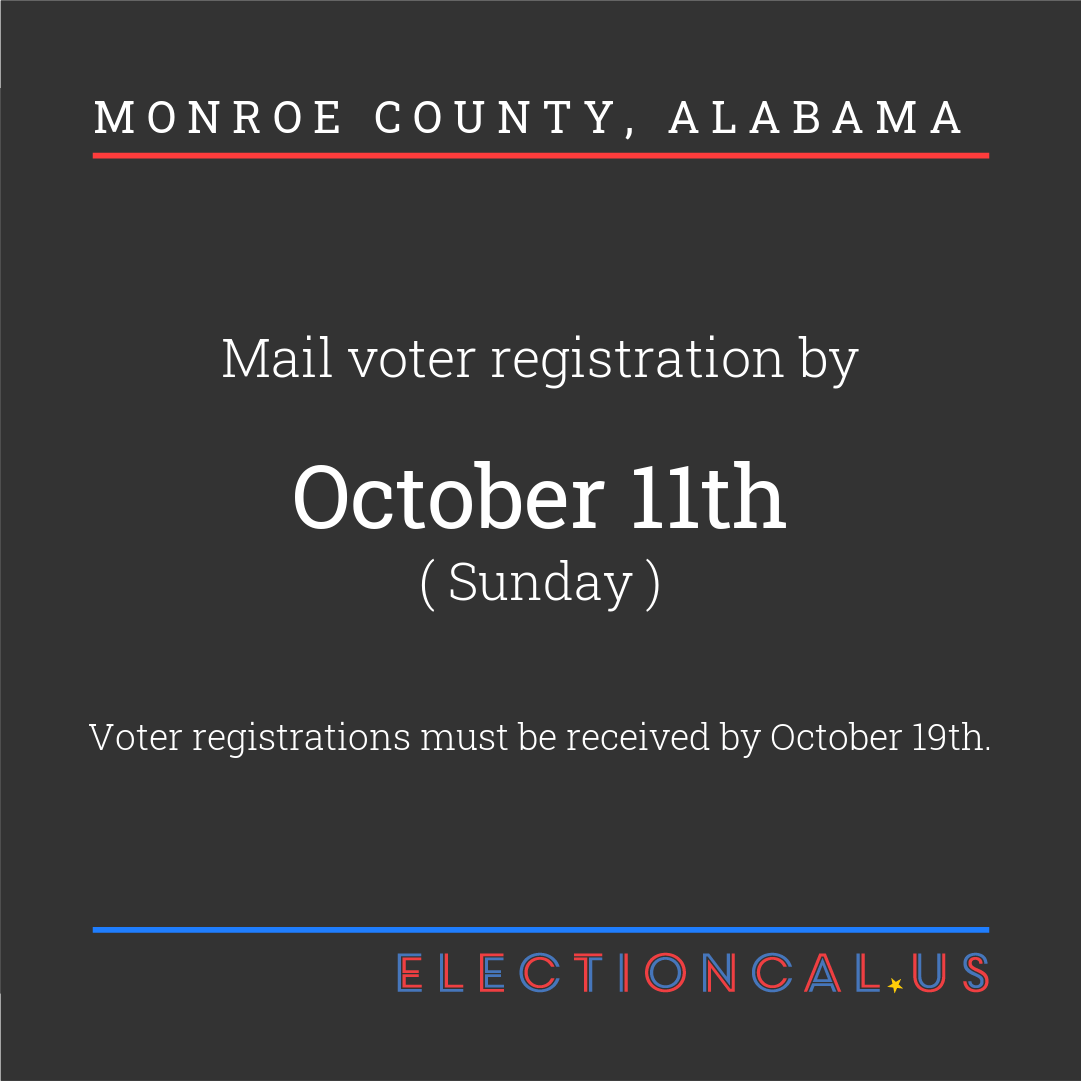 MONROE COUNTY, ALABAMA
Mail voter registration by
October 11th
( Sunday )
Voter registrations must be received by October 19th.
ELECTIONCAL.US